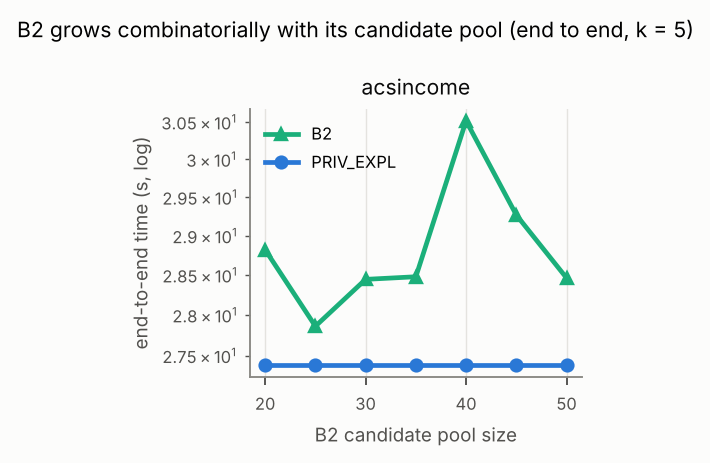 B2 grows combinatorially with its candidate pool (end to end, k = 5)
acsincome
3.05 × 10¹
3 × 10¹
2.95 × 10¹
2.9 × 10¹
2.85 × 10¹
2.8 × 10¹
2.75 × 10¹
end-to-end time (s, log)
B2
PRIV_EXPL
20 30 40 50
B2 candidate pool size